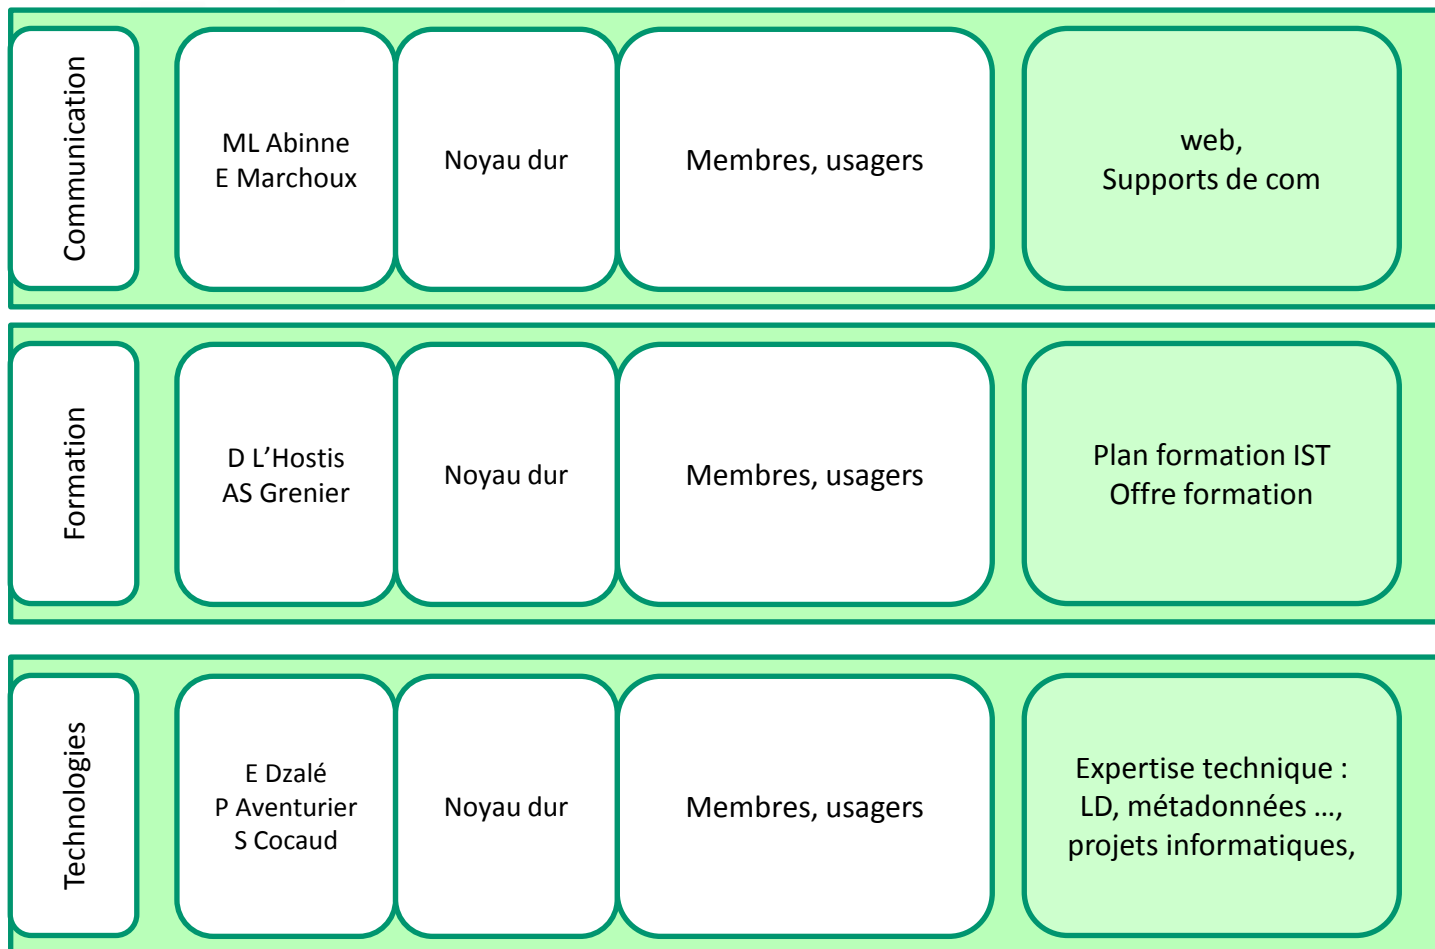 Communication
ML Abinne
E Marchoux
Noyau dur
Membres, usagers
web,
Supports de com
Formation
D L’Hostis
AS Grenier
Noyau dur
Membres, usagers
Plan formation IST
Offre formation
Technologies
E Dzalé
P Aventurier
S Cocaud
Noyau dur
Membres, usagers
Expertise technique :
LD, métadonnées …,
projets informatiques,